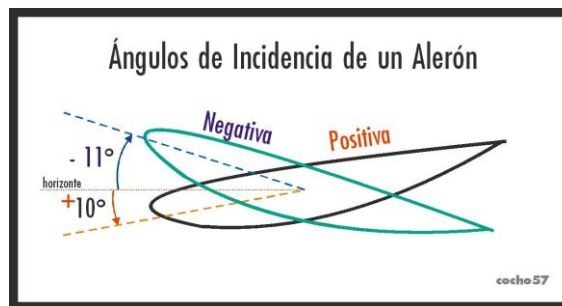 Ángulos de Incidencia de un Alerón
Negativa
Positiva
- 11°
horizonte
+10°
cocho57